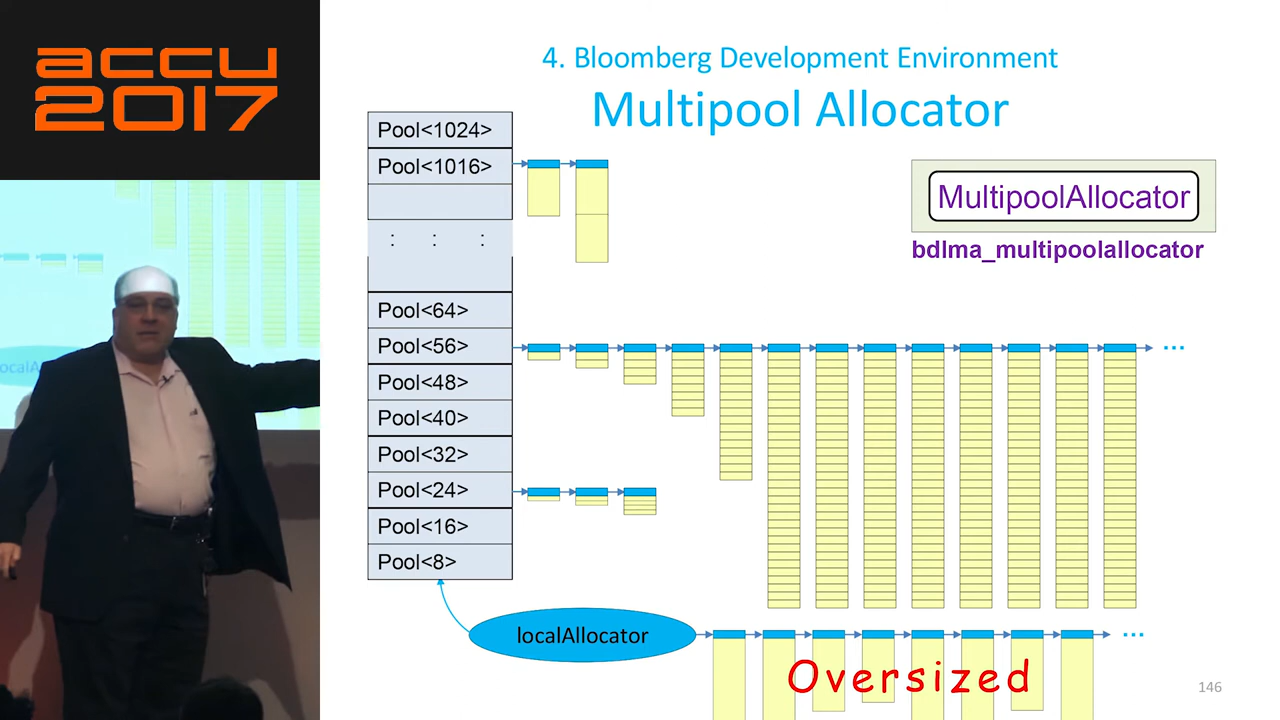 accu
2017
4. Bloomberg Development Environment
Multipool Allocator
Pool<1024>
Pool<1016>
: : :
Pool<64>
Pool<56>
Pool<48>
Pool<40>
Pool<32>
Pool<24>
Pool<16>
Pool<8>
MultipoolAllocator
bdlma_multipoolallocator
...
localAllocator
...
Oversized
146